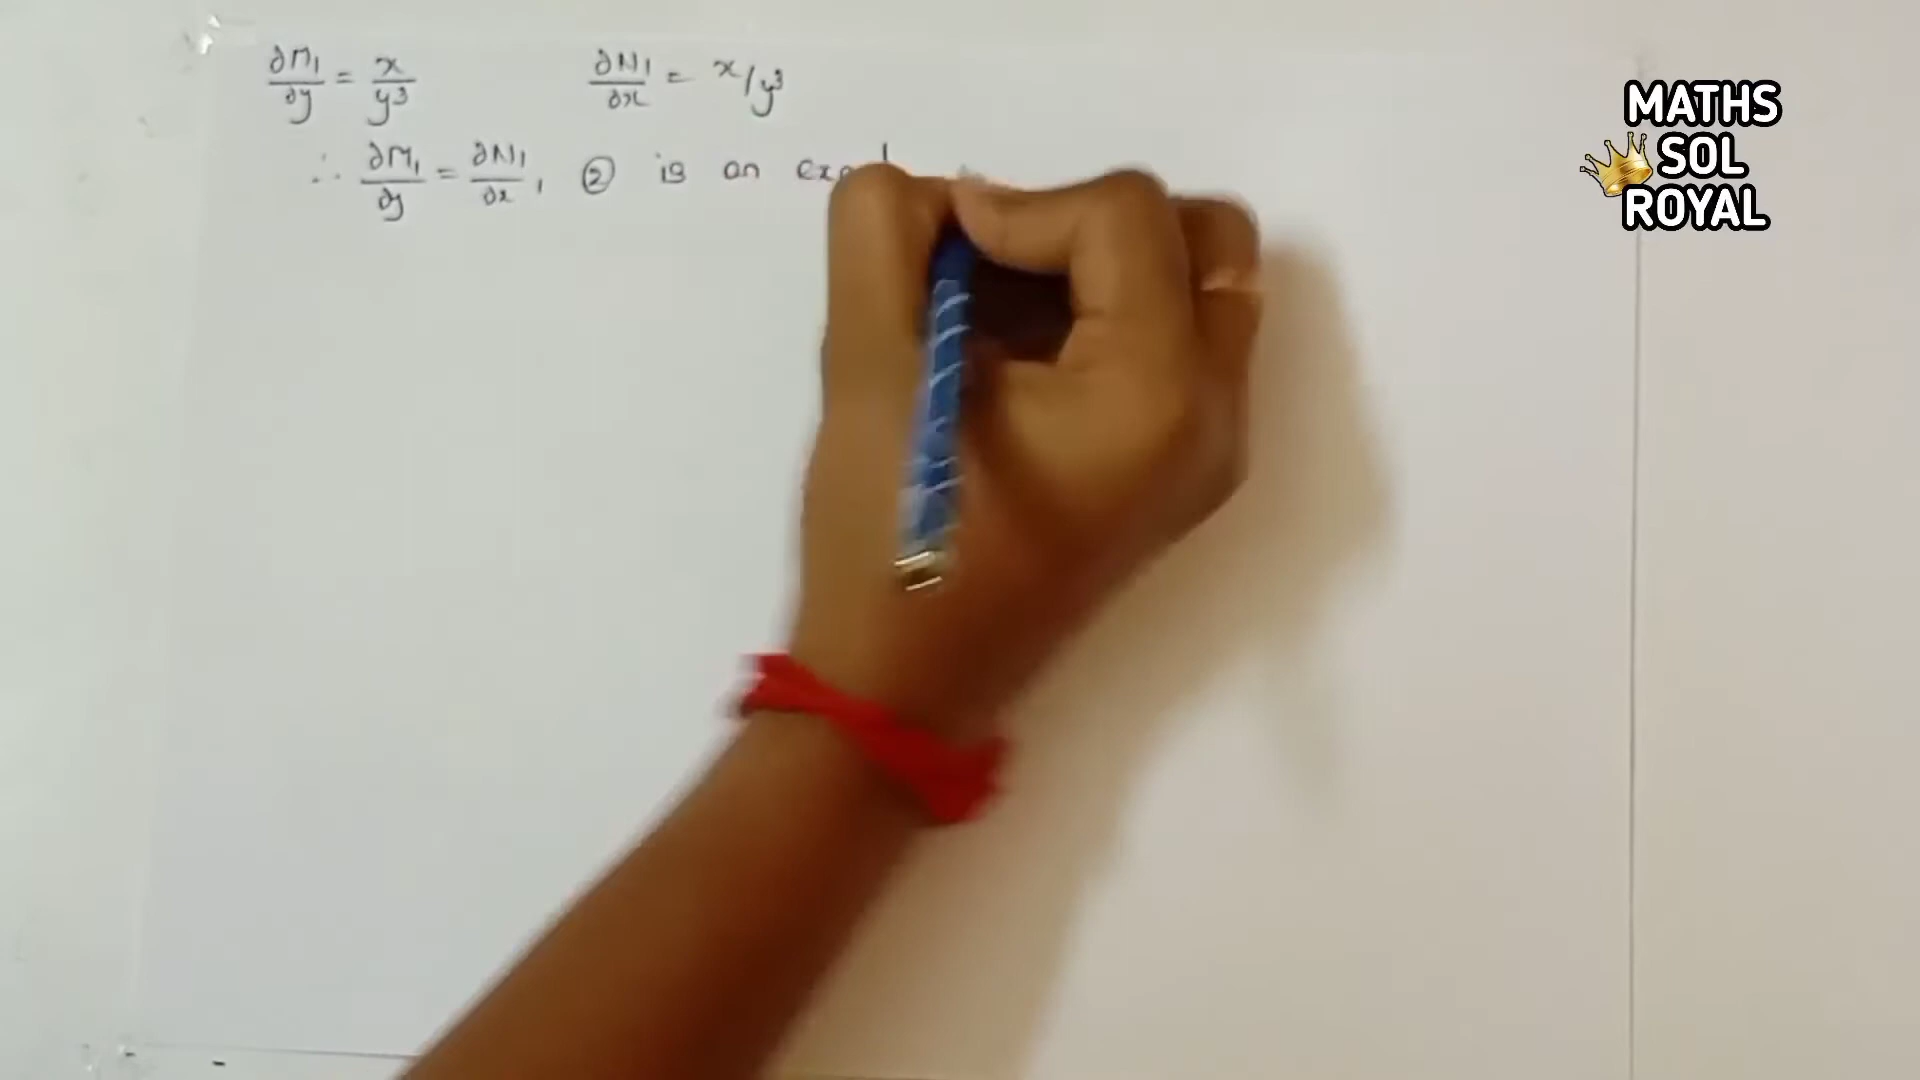 ∂M₁/∂y = x/y³ ∂N₁/∂x = x/y³
∴ ∂M₁/∂y = ∂N₁/∂x, ② is an
MATHS
SOL
ROYAL